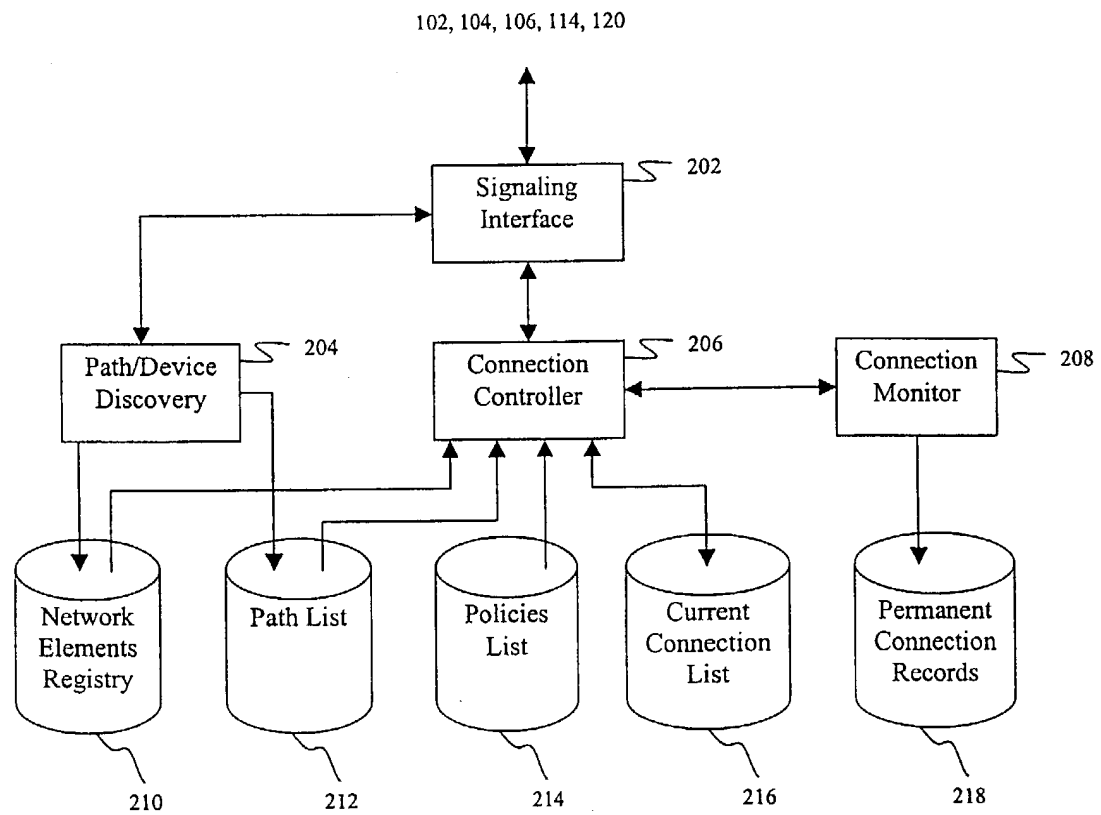 102, 104, 106, 114, 120
202
Signaling
Interface
204
Path/Device
Discovery
206
Connection
Controller
208
Connection
Monitor
Network
Elements
Registry
Path List
Policies
List
Current
Connection
List
Permanent
Connection
Records
210
212
214
216
218